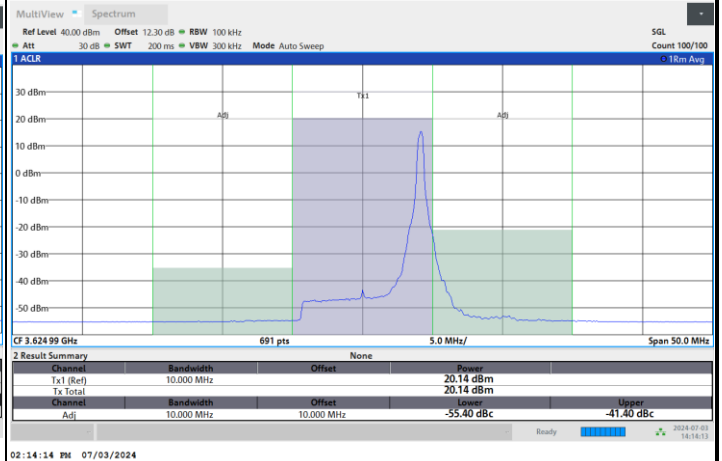 MultiView Spectrum
Ref Level 40.00 dBm Offset 12.30 dB RBW 100 kHz SGL
Att 30 dB SWT 200 ms VBW 300 kHz Mode Auto Sweep Count 100/100
1 ACLR 1Rm Avg
30 dBm
Tx1
20 dBm
Adj Adj
10 dBm
0 dBm
-10 dBm
-20 dBm
-30 dBm
-40 dBm
-50 dBm
CF 3.624 99 GHz 691 pts 5.0 MHz/ Span 50.0 MHz
2 Result Summary None
Channel Bandwidth Offset Power
Tx1 (Ref) 10.000 MHz 20.14 dBm
Tx Total 20.14 dBm
Channel Bandwidth Offset Lower Upper
Adj 10.000 MHz 10.000 MHz -55.40 dBc -41.40 dBc
Ready 2024-07-03
14:14:13
02:14:14 PM 07/03/2024